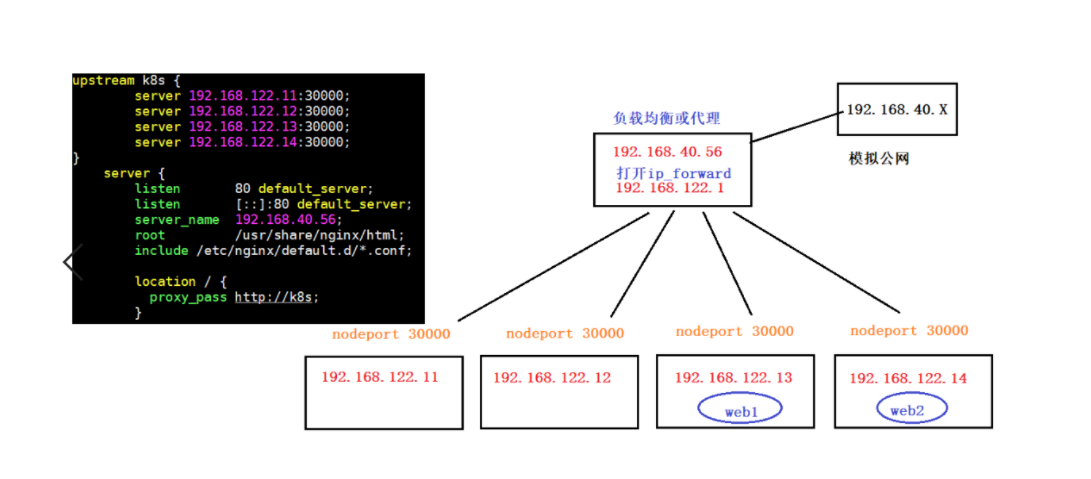 upstream k8s {
server 192.168.122.11:30000;
server 192.168.122.12:30000;
server 192.168.122.13:30000;
server 192.168.122.14:30000;
}
server {
listen 80 default_server;
listen [::]:80 default_server;
server_name 192.168.40.56;
root /usr/share/nginx/html;
include /etc/nginx/default.d/*.conf;
location / {
proxy_pass http://k8s;
}
负载均衡或代理
192.168.40.56
打开ip_forward
192.168.122.1
192.168.40.X
模拟公网
nodeport 30000
nodeport 30000
nodeport 30000
nodeport 30000
192.168.122.11
192.168.122.12
192.168.122.13
192.168.122.14
web1
web2